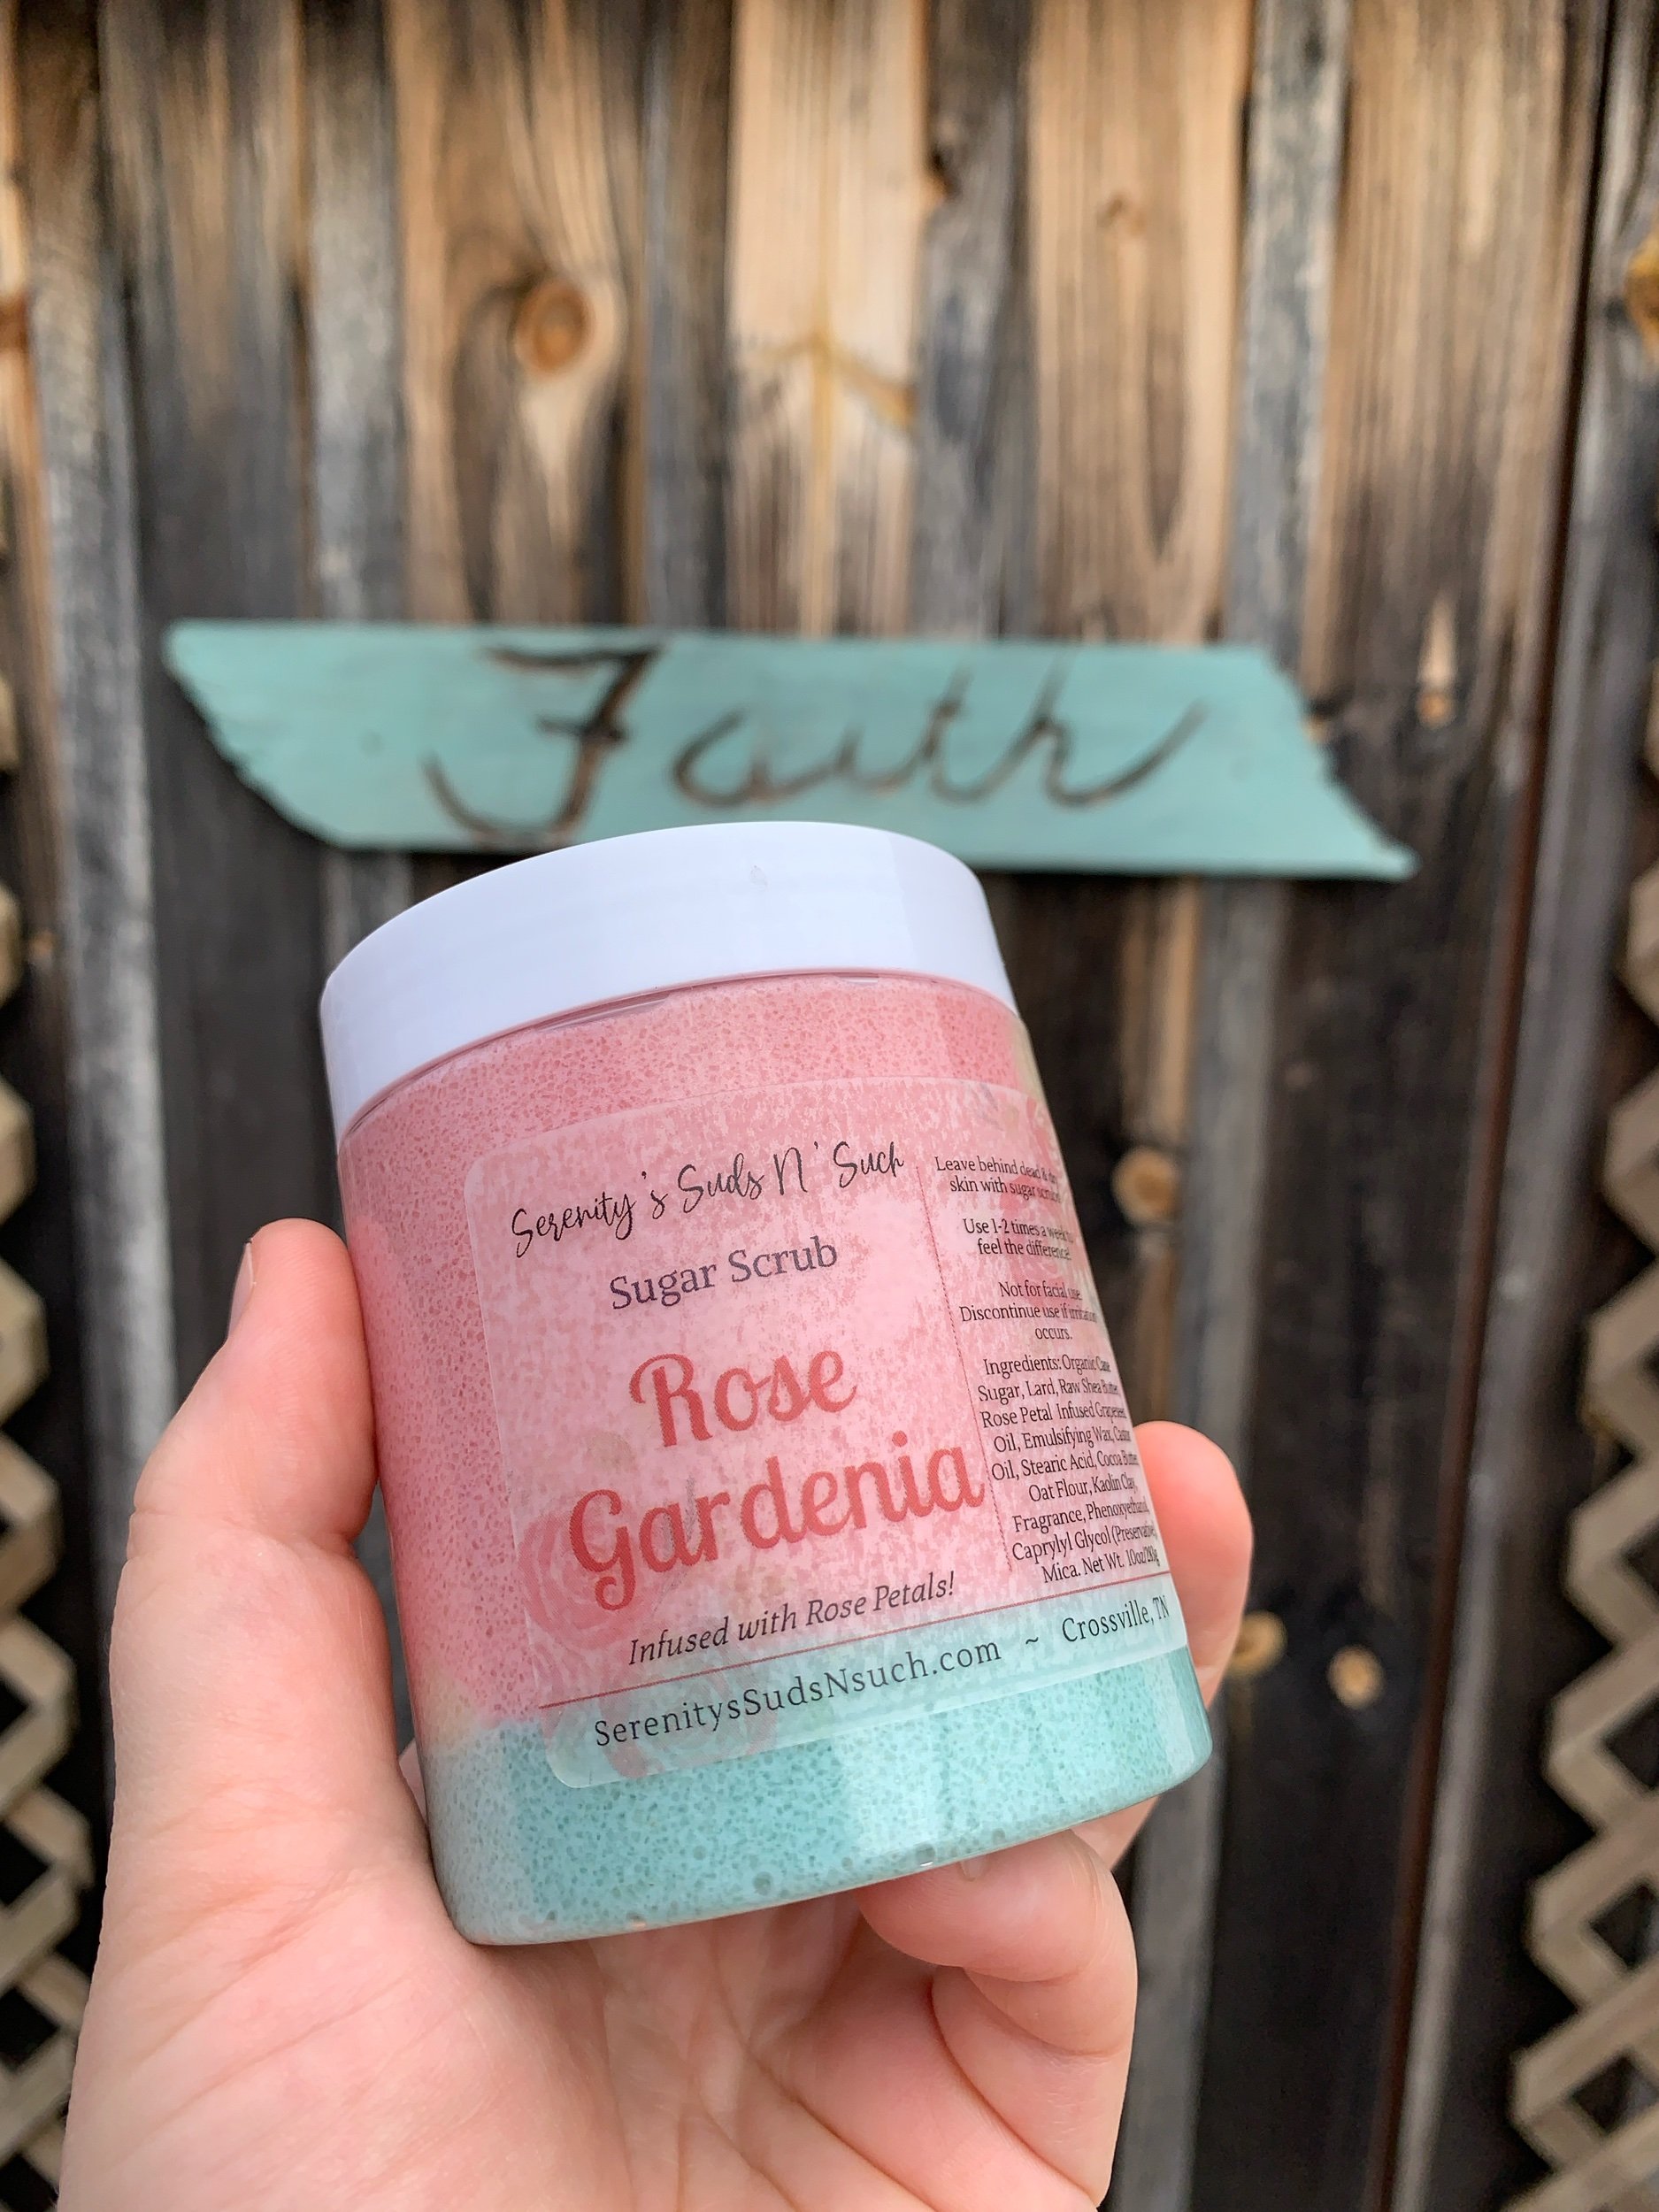 Faith
Serenity's Suds N' Such
Sugar Scrub
Rose
Gardenia
Infused with Rose Petals!
SerenitysSudsNsuch.com ~ Crossville, TN
Leave behind dead & dry
skin with sugar scrub!
Use 1-2 times a week to
feel the difference!
Not for facial use.
Discontinue use if irritation
occurs.
Ingredients: Organic Cane
Sugar, Lard, Raw Shea Butter,
Rose Petal Infused Grapeseed
Oil, Emulsifying Wax, Castor
Oil, Stearic Acid, Cocoa Butter,
Oat Flour, Kaolin Clay,
Fragrance, Phenoxyethanol,
Caprylyl Glycol (Preservative),
Mica. Net Wt. 10oz/280g